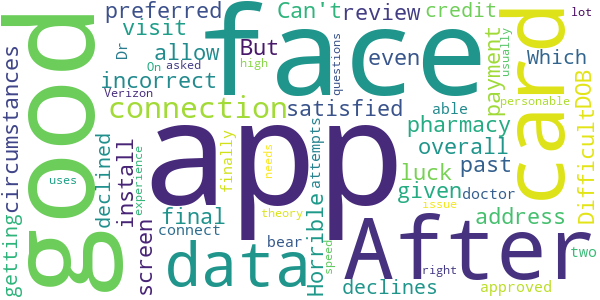 good
face
app
card
After
data
preferred
Can't
review
credit
visit
Dr
But
allow
On
asked
high
even
which
lot
incorrect
Verizon
connection
satisfied
questions
usually
payment
able
personable
DOB
Difficult
circumstances
pharmacy
overall
past
declined
install
finally
needs
attempts
Horrible
luck
doctor
uses
experience
given
final
theory
address
issue
getting
screen
connect
bear
speed
declines
right
approved
two